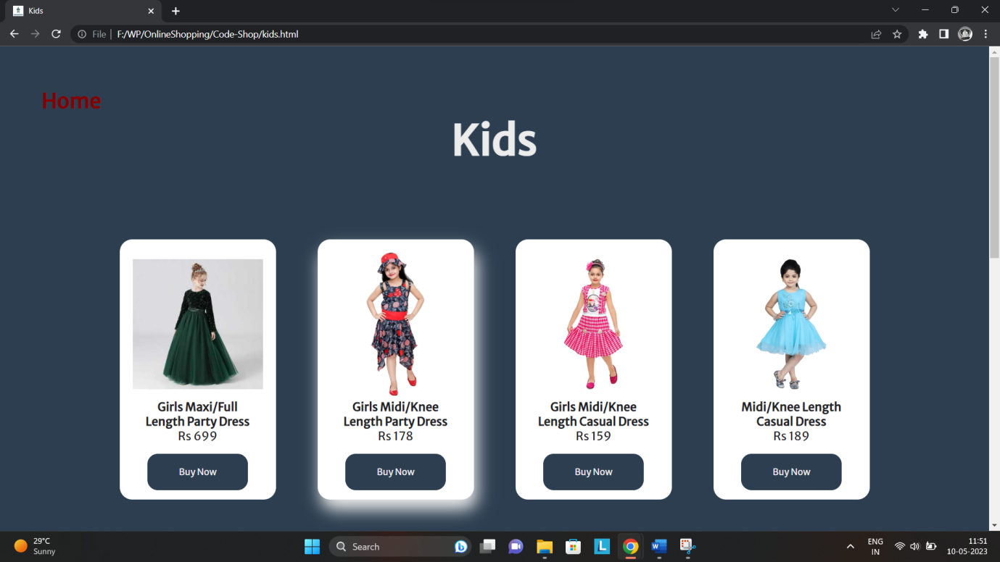 Kids
File
F:/WP/OnlineShopping/Code-Shop/kids.html
Home
Kids
Girls Maxi/Full
Length Party Dress
Rs 699
Buy Now
Girls Midi/Knee
Length Party Dress
Rs 178
Buy Now
Girls Midi/Knee
Length Casual Dress
Rs 159
Buy Now
Midi/Knee Length
Casual Dress
Rs 189
Buy Now
29°C
Sunny
Search
ENG
IN
11:51
10-05-2023